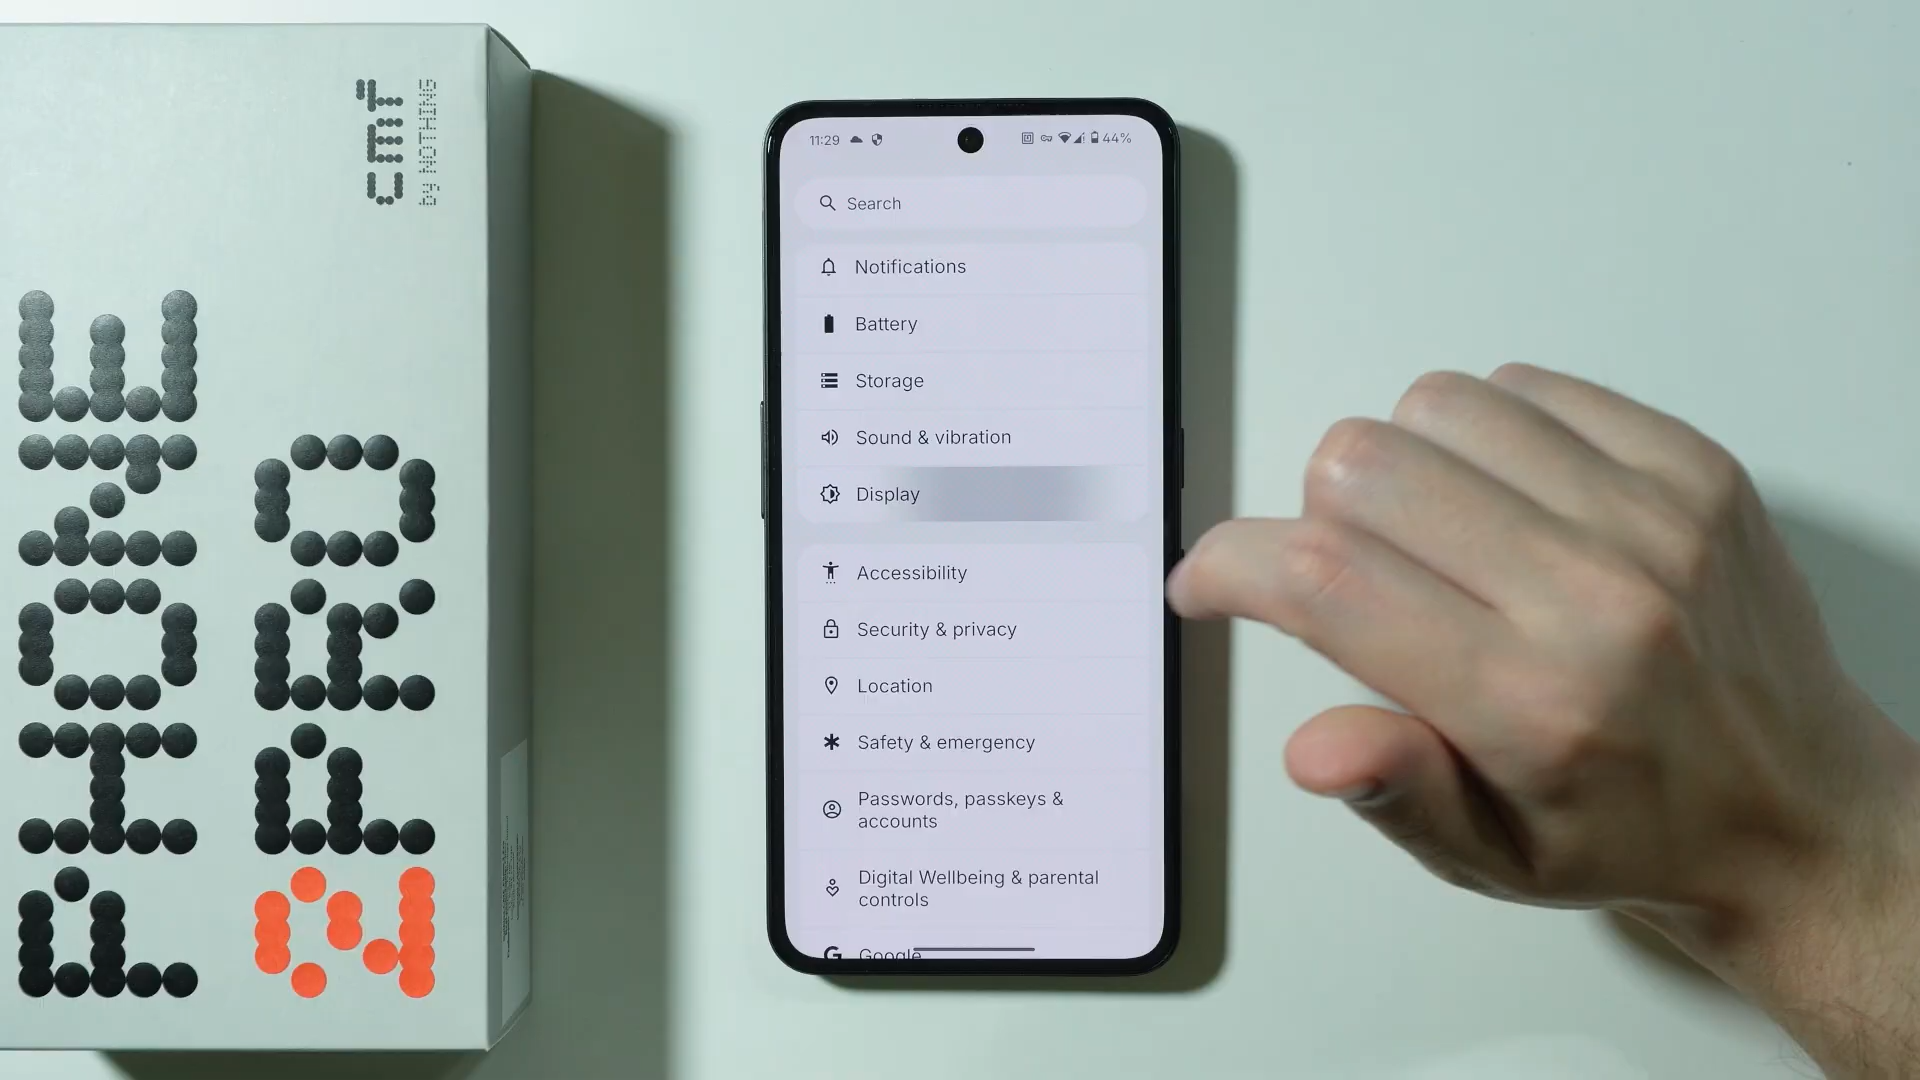 cmf
by NOTHING
PHONE
2 PRO
11:29
44%
Search
Notifications
Battery
Storage
Sound & vibration
Display
Accessibility
Security & privacy
Location
Safety & emergency
Passwords, passkeys &
accounts
Digital Wellbeing & parental
controls
Google